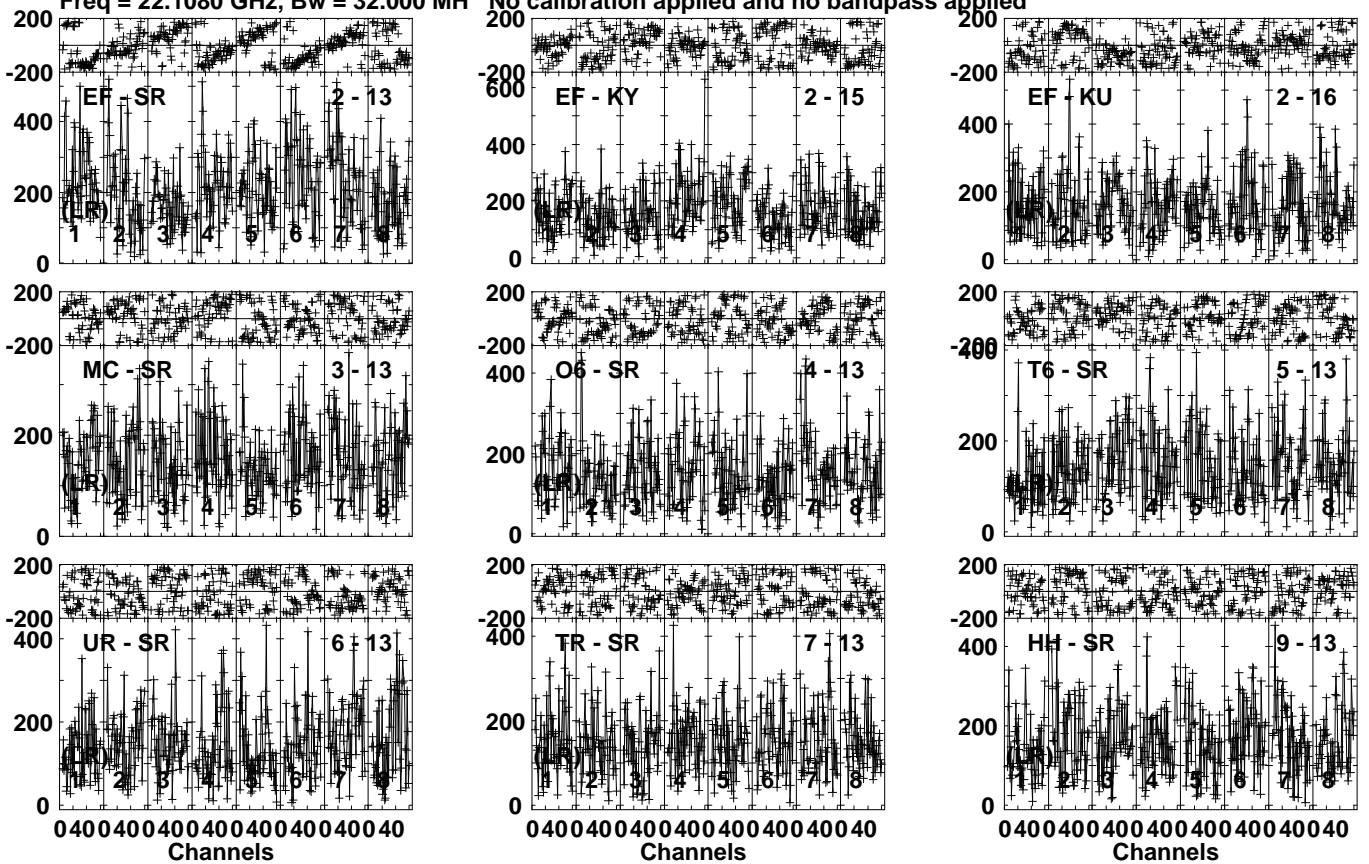 Freq = 22.1080 GHz, Bw = 32.000 MH No calibration applied and no bandpass applied
200
-200
EF - SR 2 - 13
400
200
(LR)
1 2 3 4 5 6 7 8
0
200
-200
600
EF - KY 2 - 15
400
200
(LR)
1 2 3 4 5 6 7 8
0
200
-200
EF - KU 2 - 16
400
200
(LR)
1 2 3 4 5 6 7 8
0
200
-200
MC - SR 3 - 13
200
(LR)
1 2 3 4 5 6 7 8
0
200
-200
O6 - SR 4 - 13
400
200
(LR)
1 2 3 4 5 6 7 8
0
200
-200
400
T6 - SR 5 - 13
200
(LR)
1 2 3 4 5 6 7 8
0
200
-200
UR - SR 6 - 13
400
200
(LR)
1 2 3 4 5 6 7 8
0
0 40 0 40 0 40 0 40 0 40 0 40 0 40 0 40
Channels
200
-200
TR - SR 7 - 13
400
200
(LR)
1 2 3 4 5 6 7 8
0
0 40 0 40 0 40 0 40 0 40 0 40 0 40 0 40
Channels
200
-200
HH - SR 9 - 13
400
200
(LR)
1 2 3 4 5 6 7 8
0
0 40 0 40 0 40 0 40 0 40 0 40 0 40 0 40
Channels